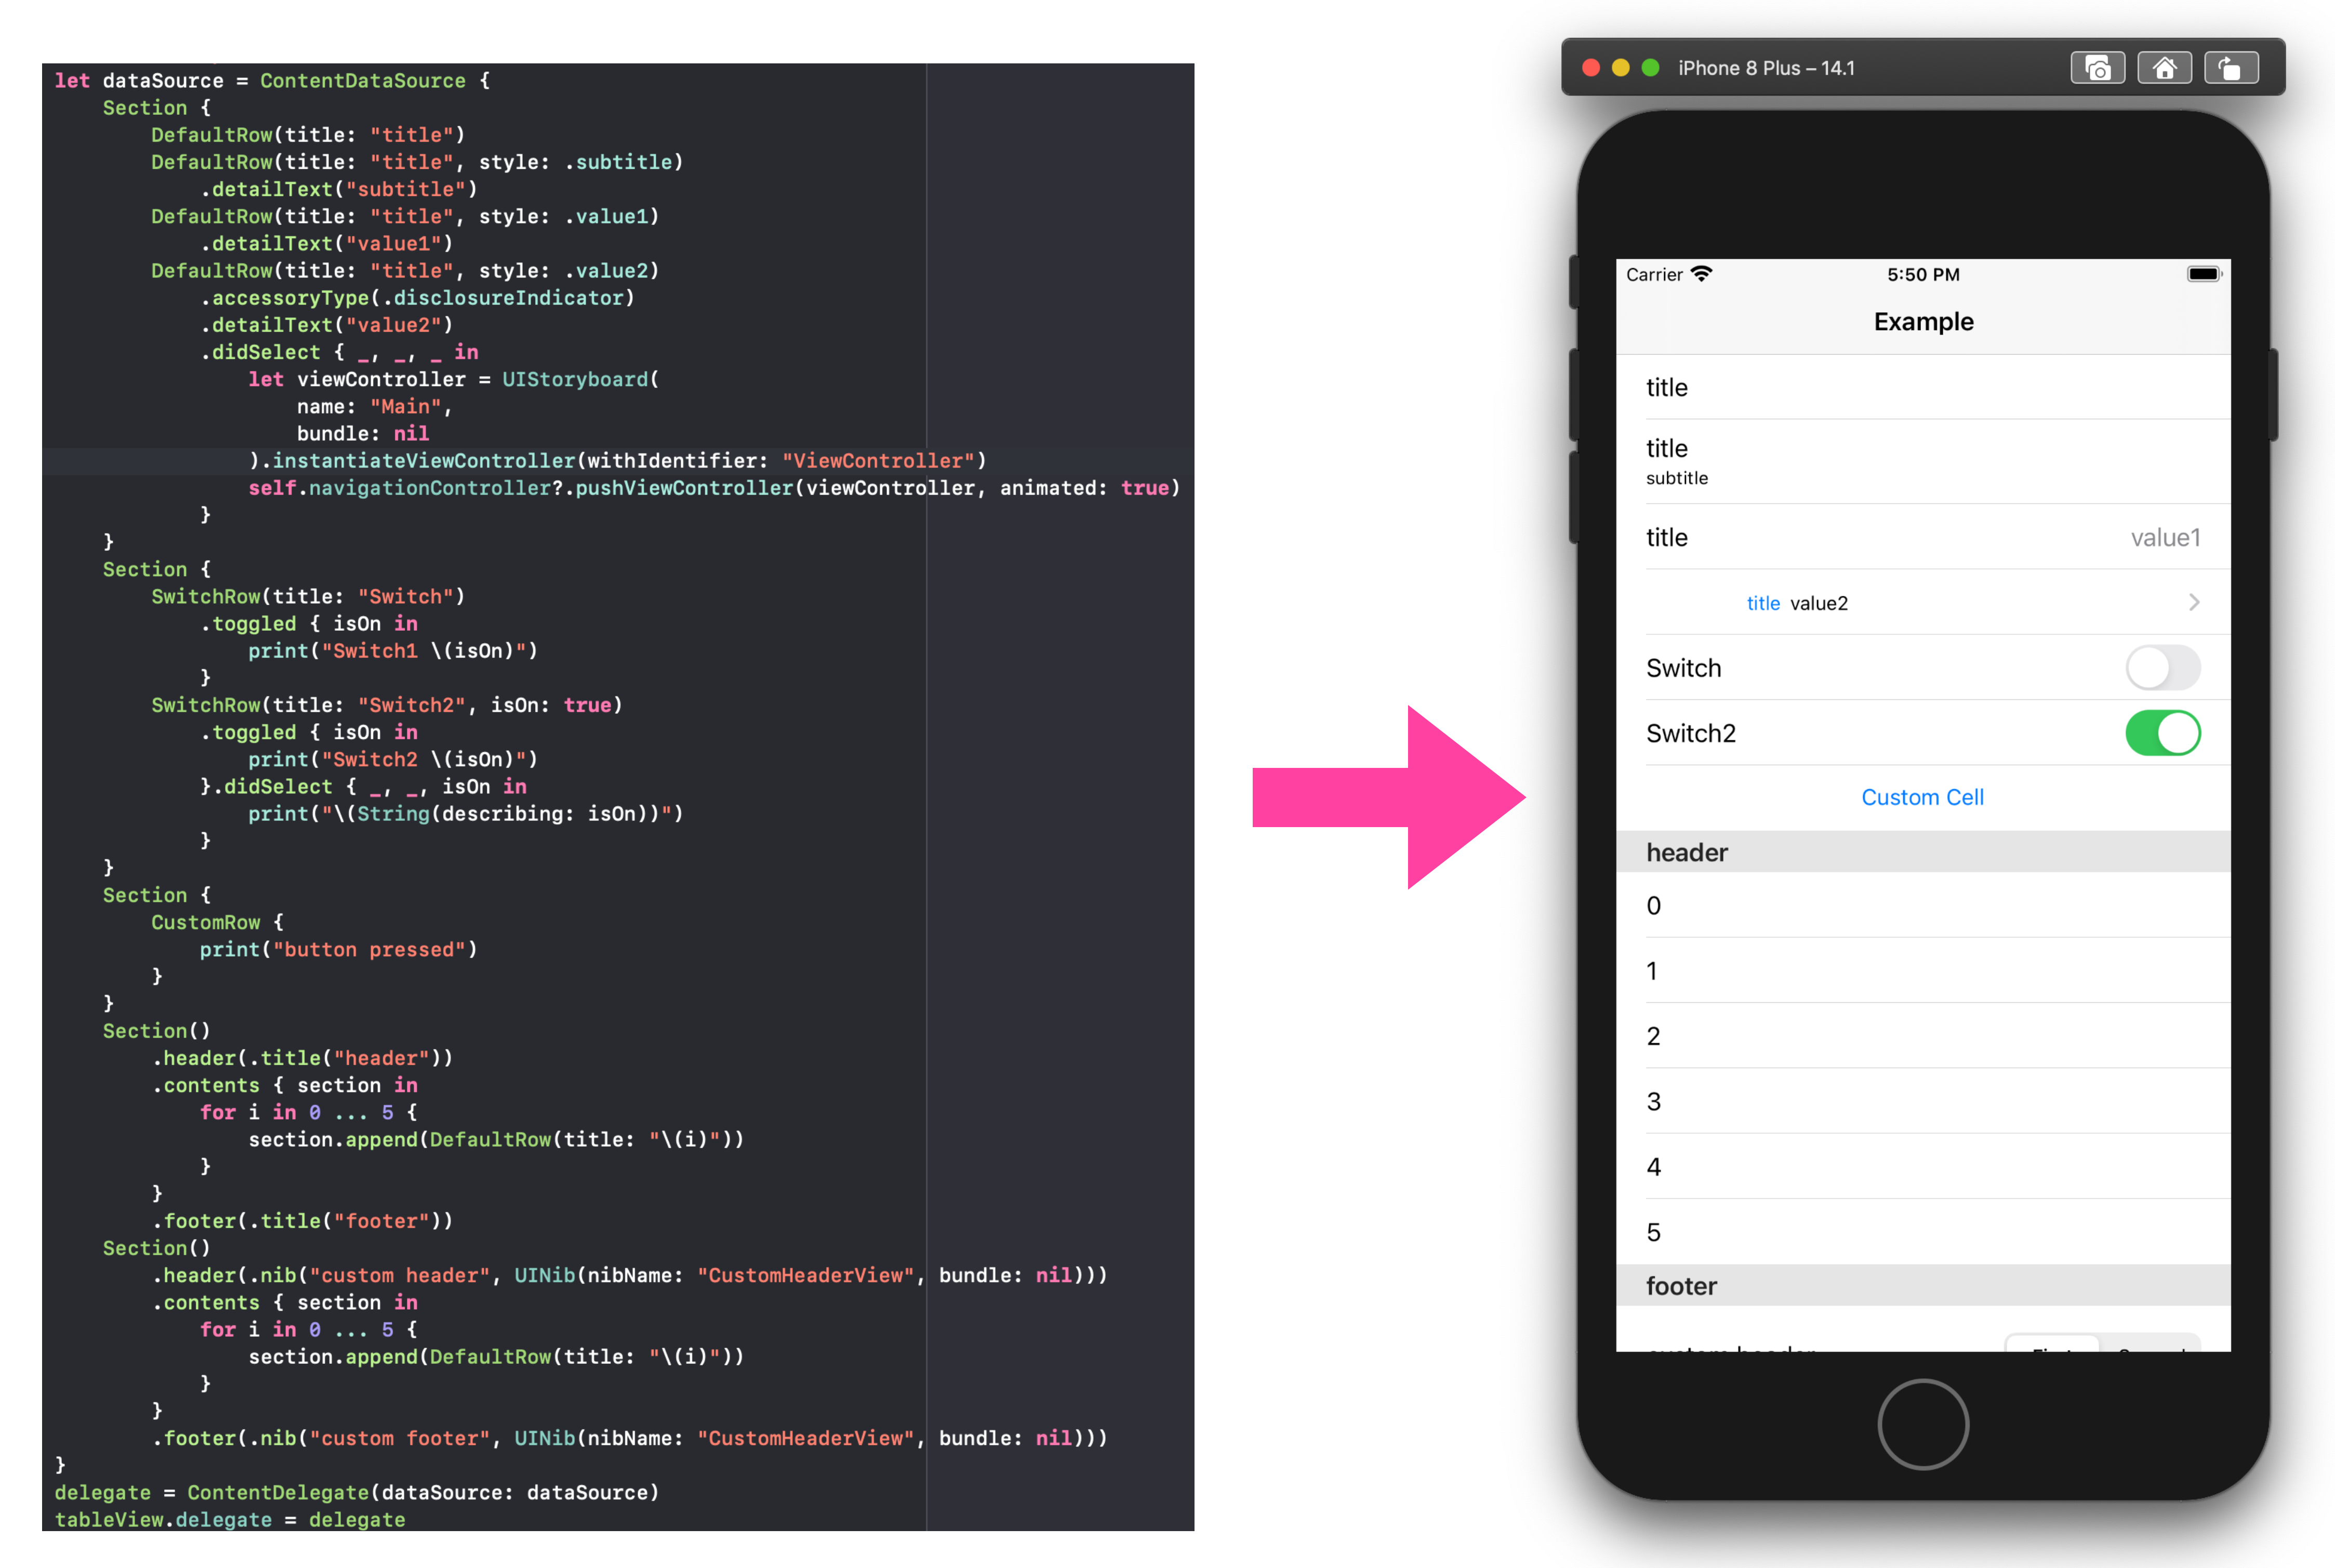 let dataSource = ContentDataSource {
    Section {
        DefaultRow(title: "title")
        DefaultRow(title: "title", style: .subtitle)
            .detailText("subtitle")
        DefaultRow(title: "title", style: .value1)
            .detailText("value1")
        DefaultRow(title: "title", style: .value2)
            .accessoryType(.disclosureIndicator)
            .detailText("value2")
            .didSelect { _, _, _ in
                let viewController = UIStoryboard(
                    name: "Main",
                    bundle: nil
                ).instantiateViewController(withIdentifier: "ViewController")
                self.navigationController?.pushViewController(viewController, animated: true)
            }
    }
    Section {
        SwitchRow(title: "Switch")
            .toggled { isOn in
                print("Switch1 \(isOn)")
            }
        SwitchRow(title: "Switch2", isOn: true)
            .toggled { isOn in
                print("Switch2 \(isOn)")
            }.didSelect { _, _, isOn in
                print("\(String(describing: isOn))")
            }
    }
    Section {
        CustomRow {
            print("button pressed")
        }
    }
    Section()
        .header(.title("header"))
        .contents { section in
            for i in 0 ... 5 {
                section.append(DefaultRow(title: "\(i)"))
            }
        }
        .footer(.title("footer"))
    Section()
        .header(.nib("custom header", UINib(nibName: "CustomHeaderView", bundle: nil)))
        .contents { section in
            for i in 0 ... 5 {
                section.append(DefaultRow(title: "\(i)"))
            }
        }
        .footer(.nib("custom footer", UINib(nibName: "CustomHeaderView", bundle: nil)))
}
delegate = ContentDelegate(dataSource: dataSource)
tableView.delegate = delegate
iPhone 8 Plus – 14.1
Carrier 5:50 PM
Example
title
title
subtitle
title value1
title value2
Switch
Switch2
Custom Cell
header
0
1
2
3
4
5
footer
custom header